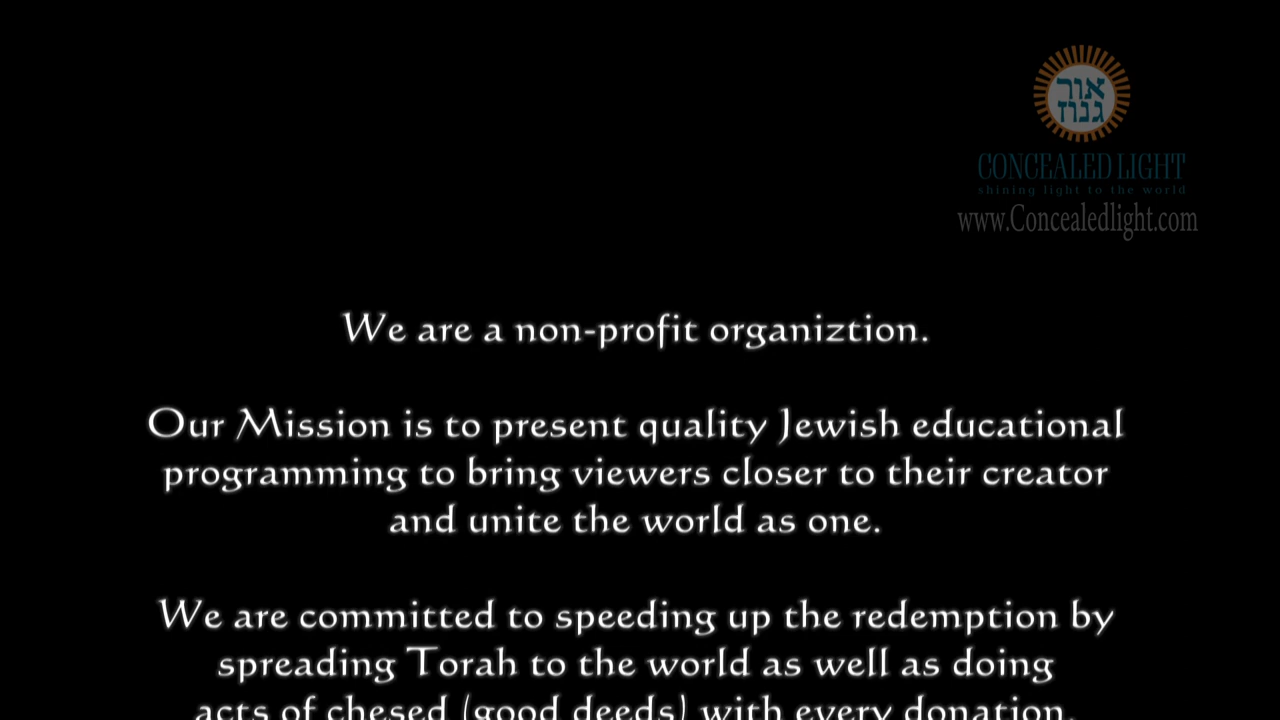 אור
גנוז
CONCEALED LIGHT
shining light to the world
www.Concealedlight.com
We are a non-profit organiztion.
Our Mission is to present quality Jewish educational
programming to bring viewers closer to their creator
and unite the world as one.
We are committed to speeding up the redemption by
spreading Torah to the world as well as doing
acts of chesed (good deeds) with every donation.